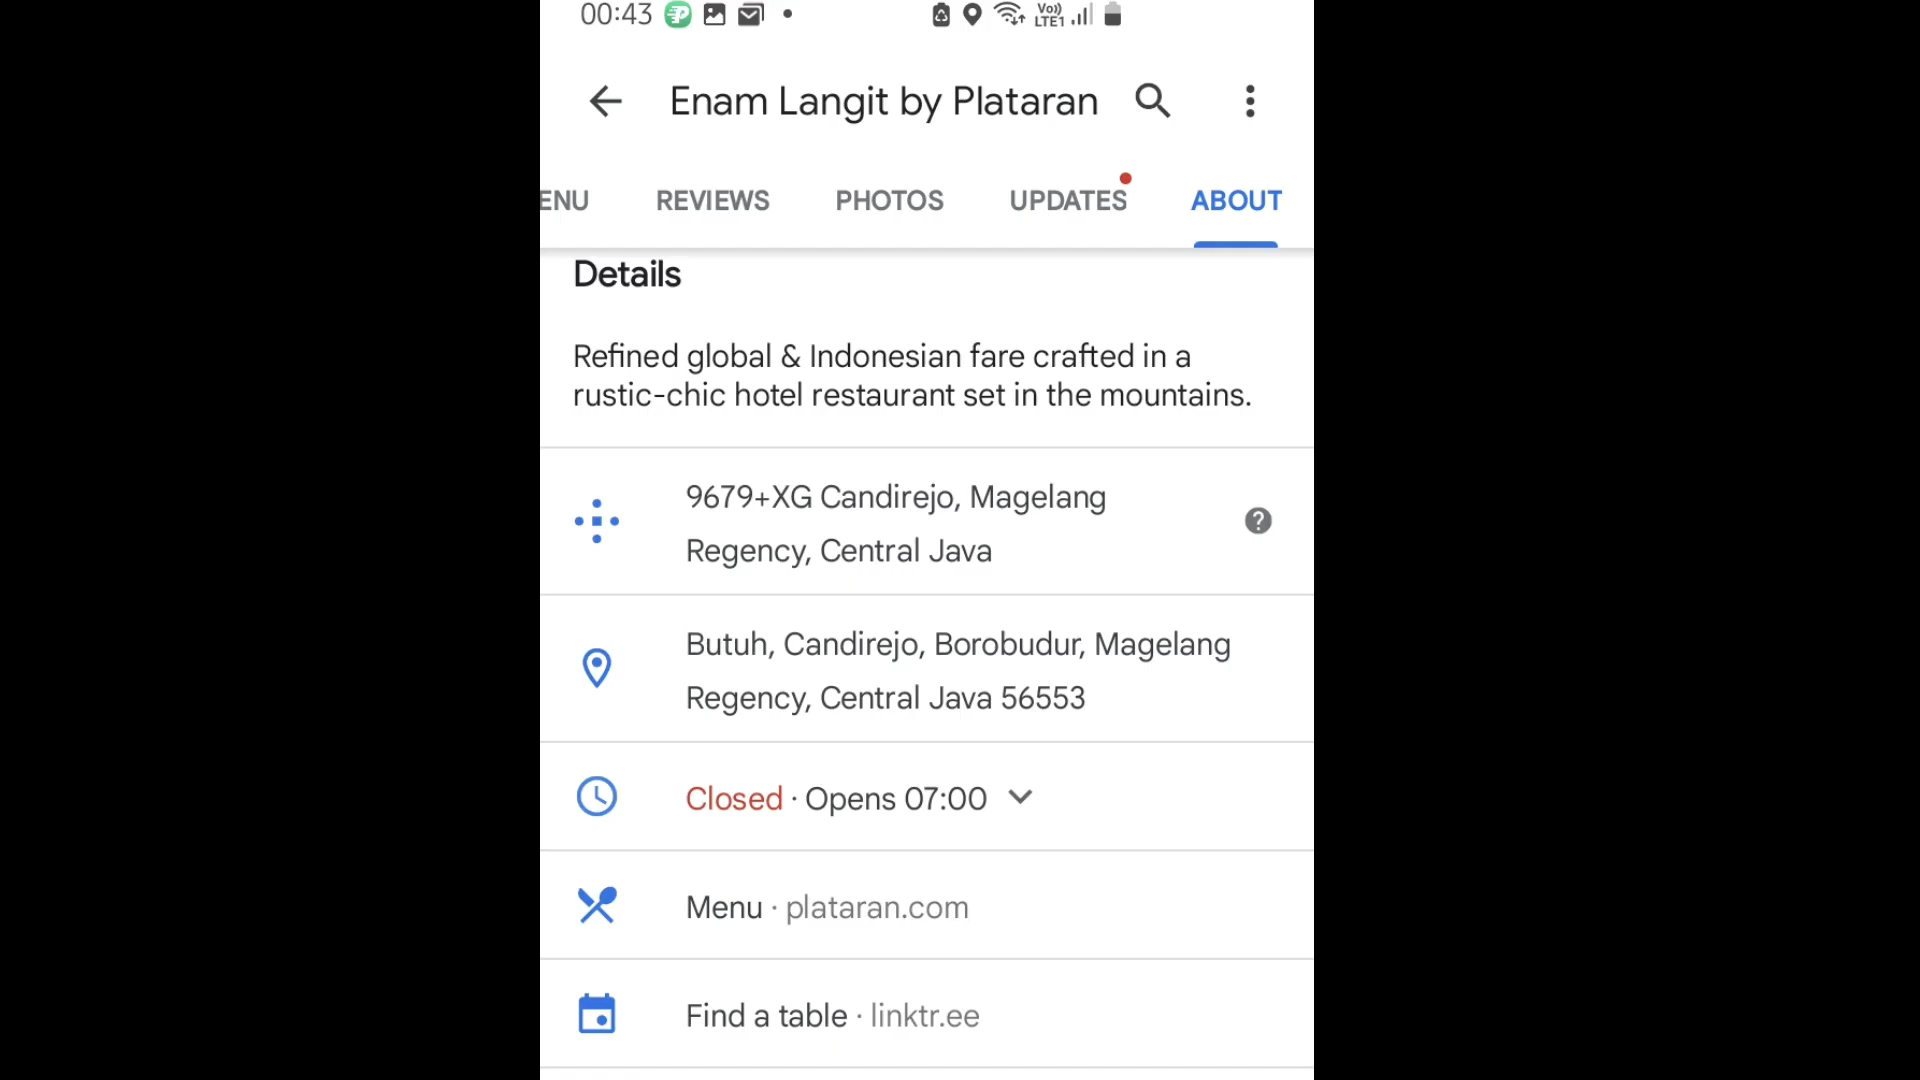 00:43
Vo))
LTE1
Enam Langit by Plataran
ENU REVIEWS PHOTOS UPDATES ABOUT
Details
Refined global & Indonesian fare crafted in a
rustic-chic hotel restaurant set in the mountains.
9679+XG Candirejo, Magelang
Regency, Central Java
Butuh, Candirejo, Borobudur, Magelang
Regency, Central Java 56553
Closed · Opens 07:00
Menu · plataran.com
Find a table · linktr.ee